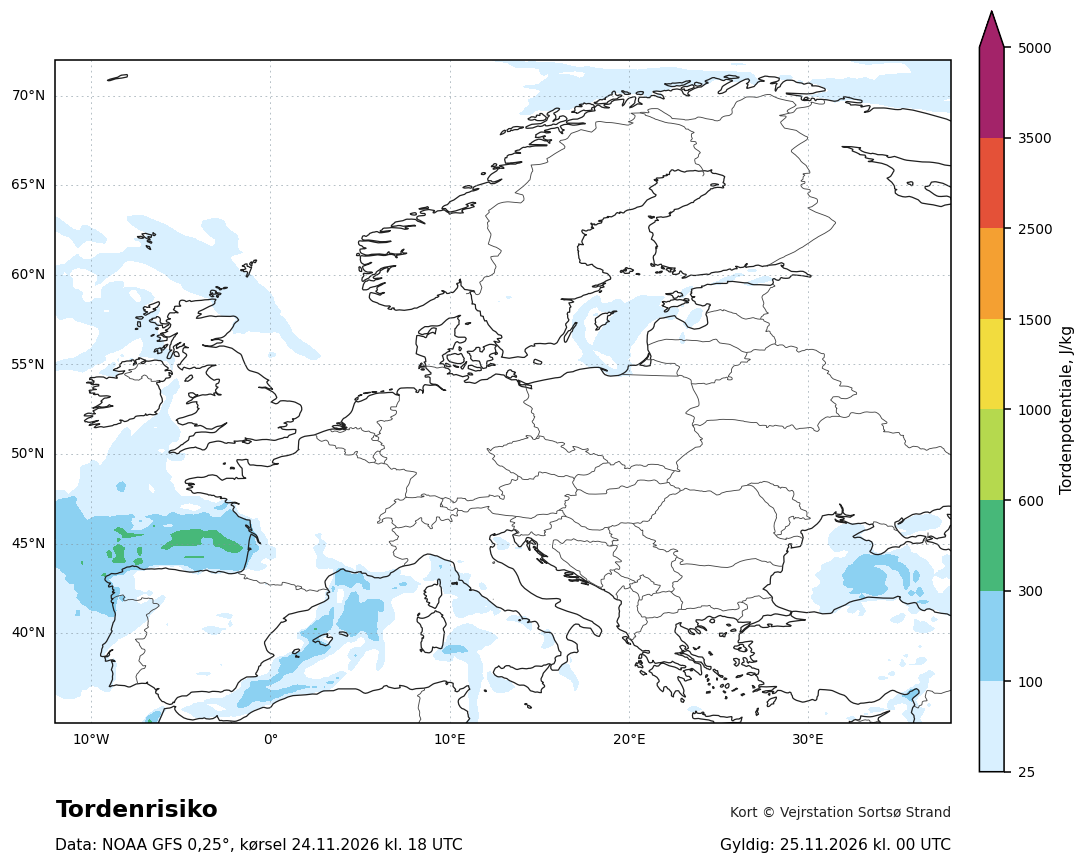 70°N
65°N
60°N
55°N
50°N
45°N
40°N
10°W
0°
10°E
20°E
30°E
5000
3500
2500
1500
1000
600
300
100
25
Tordenpotentiale, J/kg
Tordenrisiko
Kort © Vejrstation Sortsø Strand
Data: NOAA GFS 0,25°, kørsel 24.11.2026 kl. 18 UTC
Gyldig: 25.11.2026 kl. 00 UTC